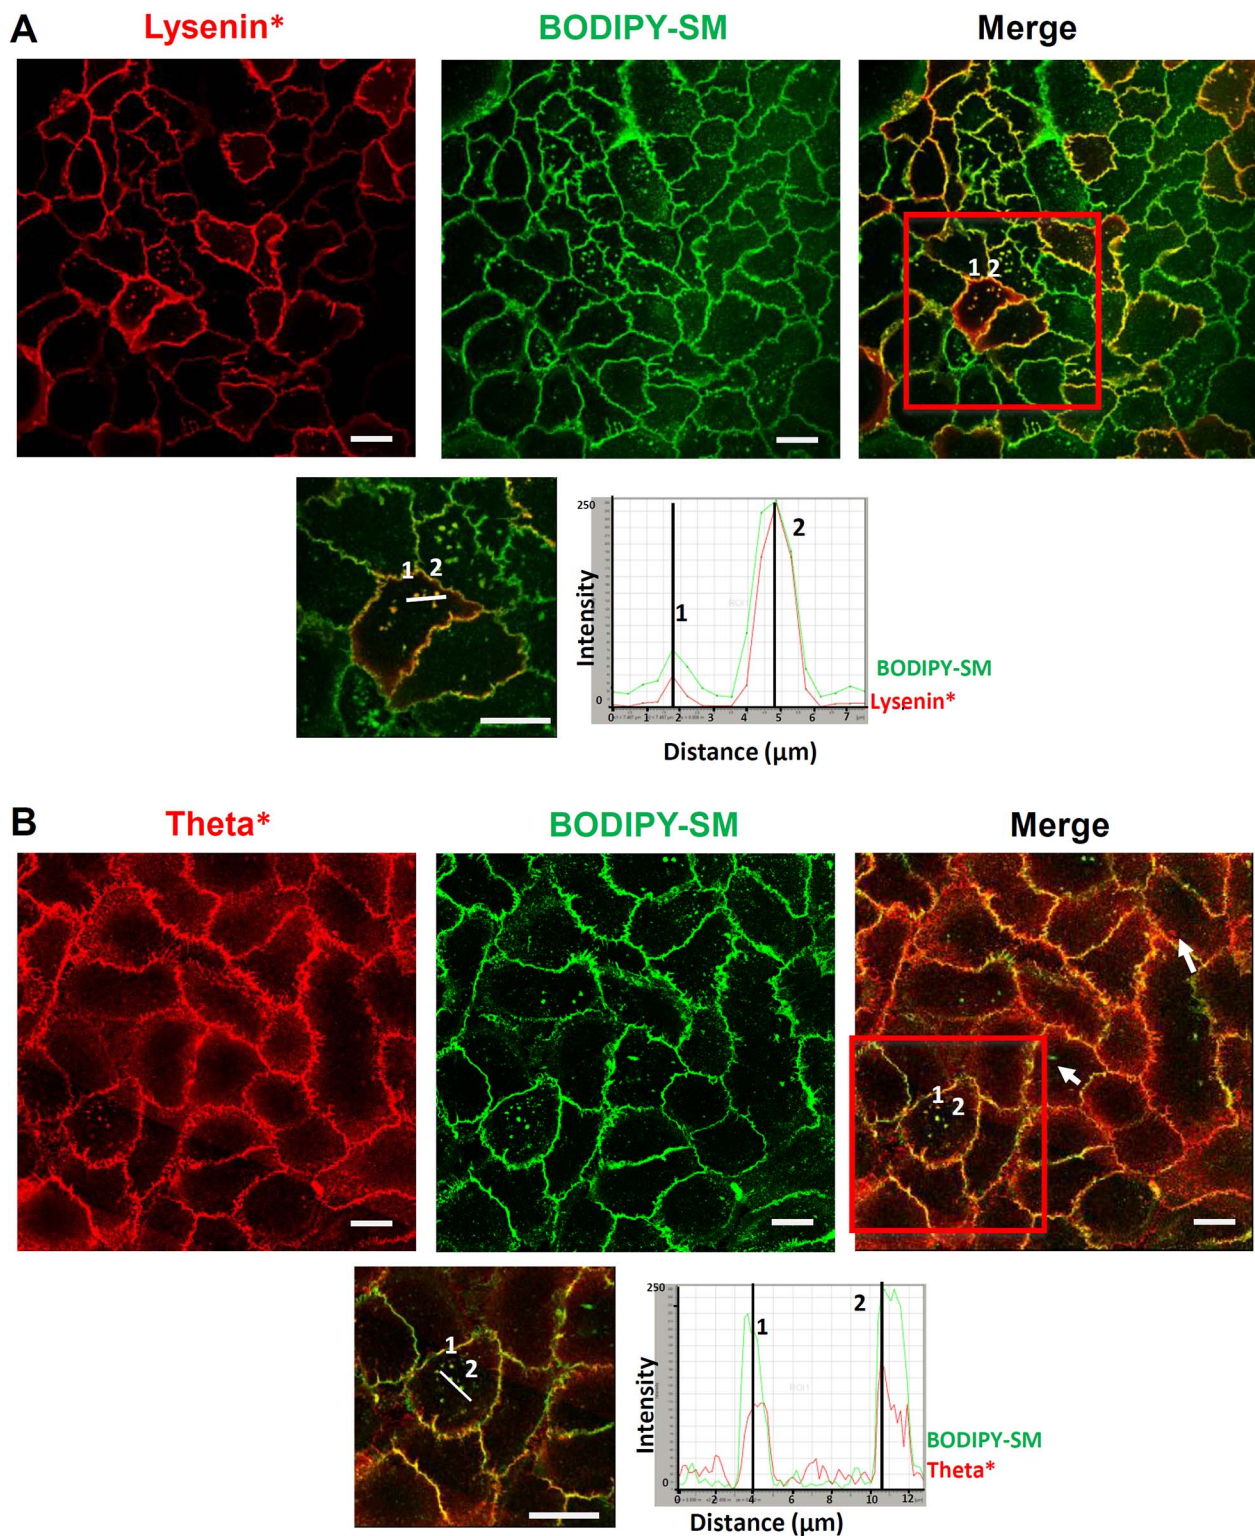 A
Lysenin*
BODIPY-SM
Merge
1 2
1 2
250
Intensity
0
1
2
ROI1
BODIPY-SM
Lysenin*
0 1 2 3 4 5 6 7
Distance (µm)
B
Theta*
BODIPY-SM
Merge
1
2
1
2
250
Intensity
0
1
2
ROI1
BODIPY-SM
Theta*
0 2 4 6 8 10 12
Distance (µm)